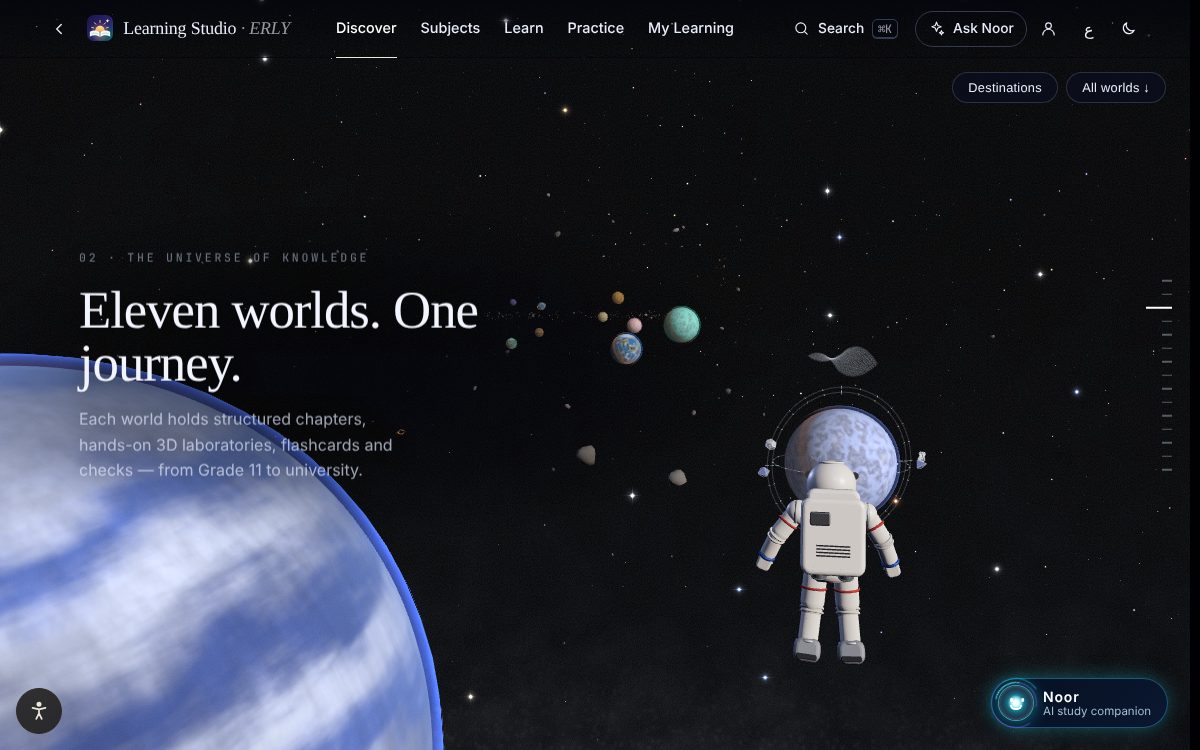 Learning Studio · ERLY
Discover
Subjects
Learn
Practice
My Learning
Search ⌘K
Ask Noor
ع
Destinations
All worlds ↓
02 · THE UNIVERSE OF KNOWLEDGE
Eleven worlds. One
journey.
Each world holds structured chapters,
hands-on 3D laboratories, flashcards and
checks — from Grade 11 to university.
Noor
AI study companion